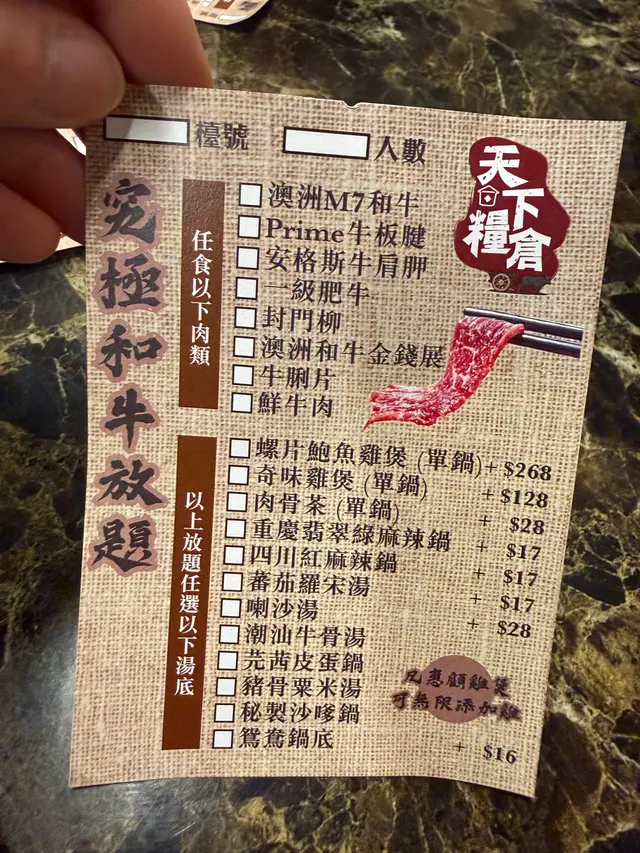 檯號 人數
天下糧倉
究極和牛放題
任食以下肉類
澳洲M7和牛
Prime牛板腱
安格斯牛肩胛
一級肥牛
封門柳
澳洲和牛金錢展
牛脷片
鮮牛肉
以上放題任選以下湯底
螺片鮑魚雞煲 (單鍋) + $268
奇味雞煲 (單鍋) + $128
肉骨茶 (單鍋) + $28
重慶翡翠綠麻辣鍋 + $17
四川紅麻辣鍋 + $17
蕃茄羅宋湯 + $17
喇沙湯 + $28
潮汕牛骨湯
芫茜皮蛋鍋
豬骨粟米湯
秘製沙嗲鍋
鴛鴦鍋底 + $16
凡惠顧雞煲
可無限添加雞